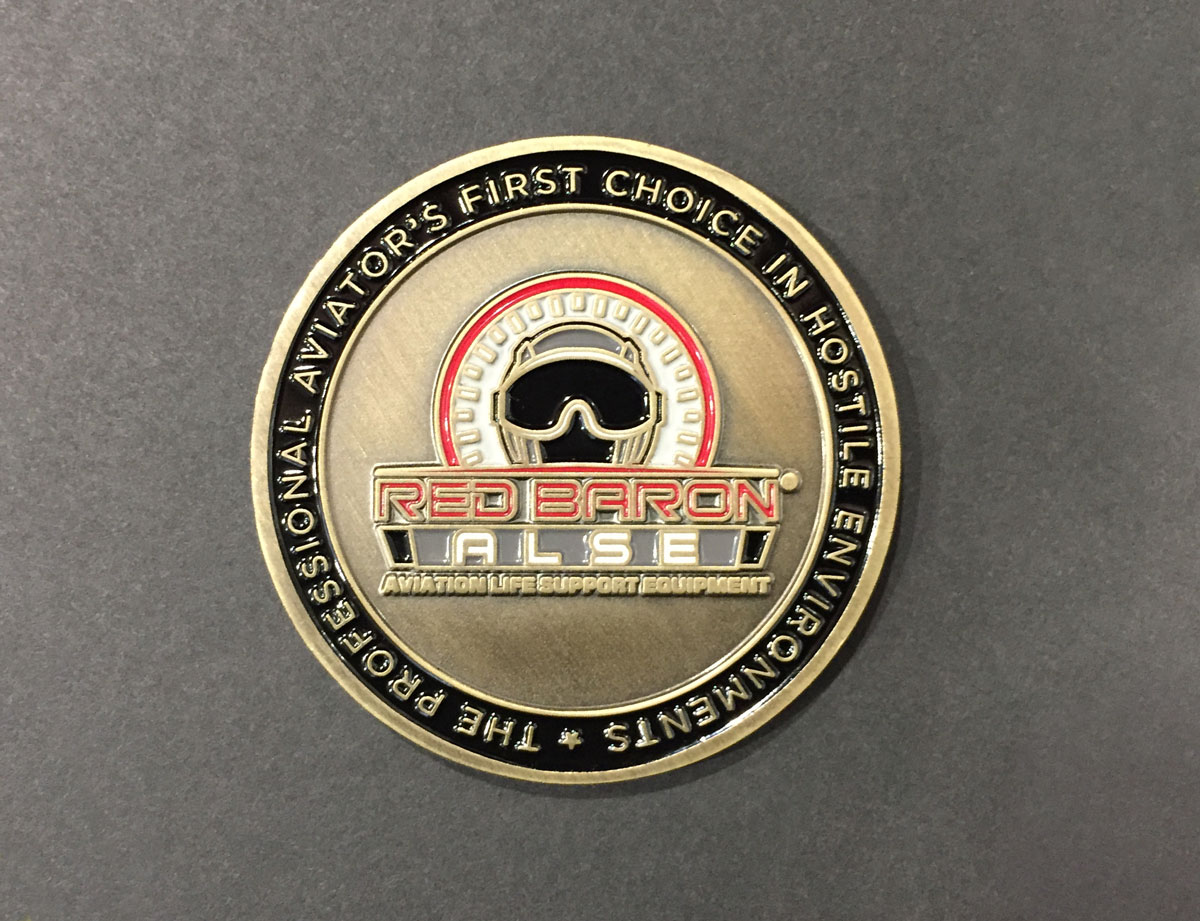 THE PROFESSIONAL AVIATOR'S FIRST CHOICE IN HOSTILE ENVIRONMENTS ★
RED BARON
ALSE
AVIATION LIFE SUPPORT EQUIPMENT